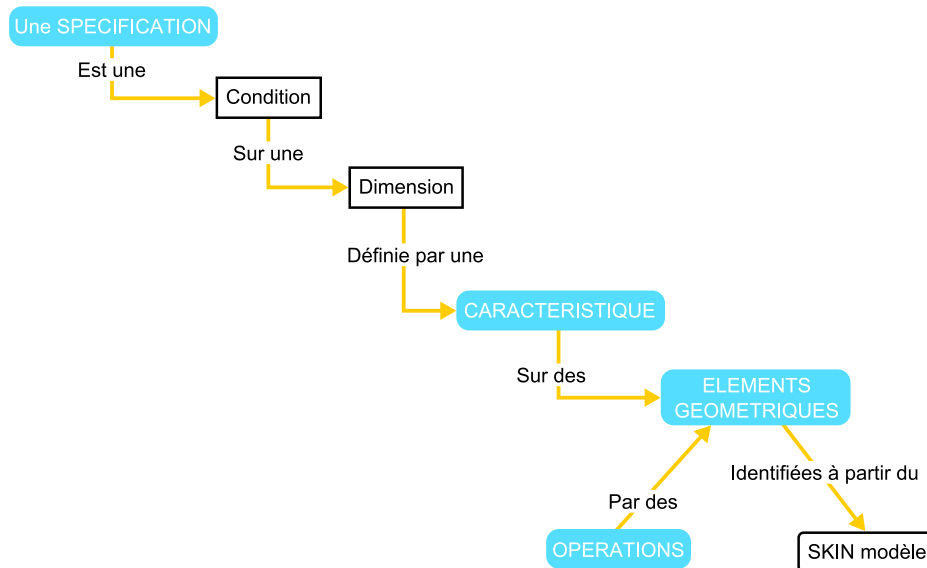 Une SPECIFICATION
Est une
Condition
Sur une
Dimension
Définie par une
CARACTERISTIQUE
Sur des
ELEMENTS
GEOMETRIQUES
Identifiées à partir du
Par des
OPERATIONS
SKIN modèle